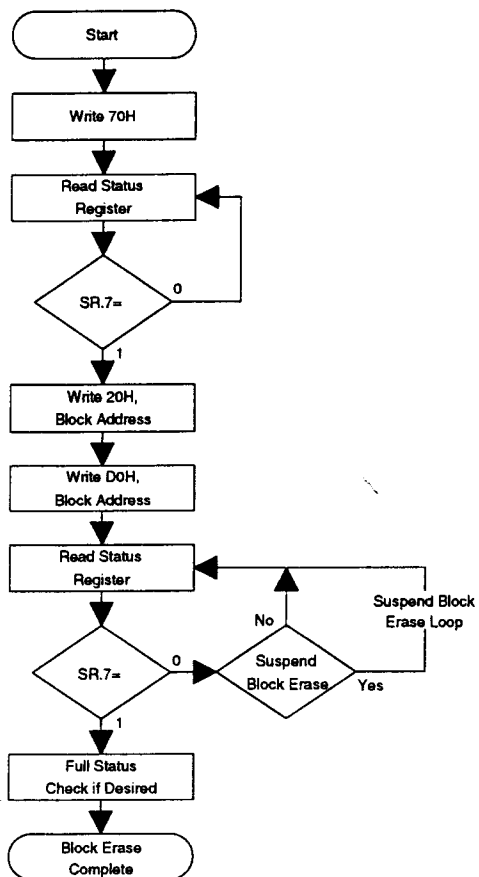 Start
Write 70H
Read Status
Register
0
SR.7=
1
Write 20H,
Block Address
Write D0H,
Block Address
Read Status
Register
Suspend Block
Erase Loop
No
0
SR.7=
Suspend
Block Erase
Yes
1
Full Status
Check if Desired
Block Erase
Complete